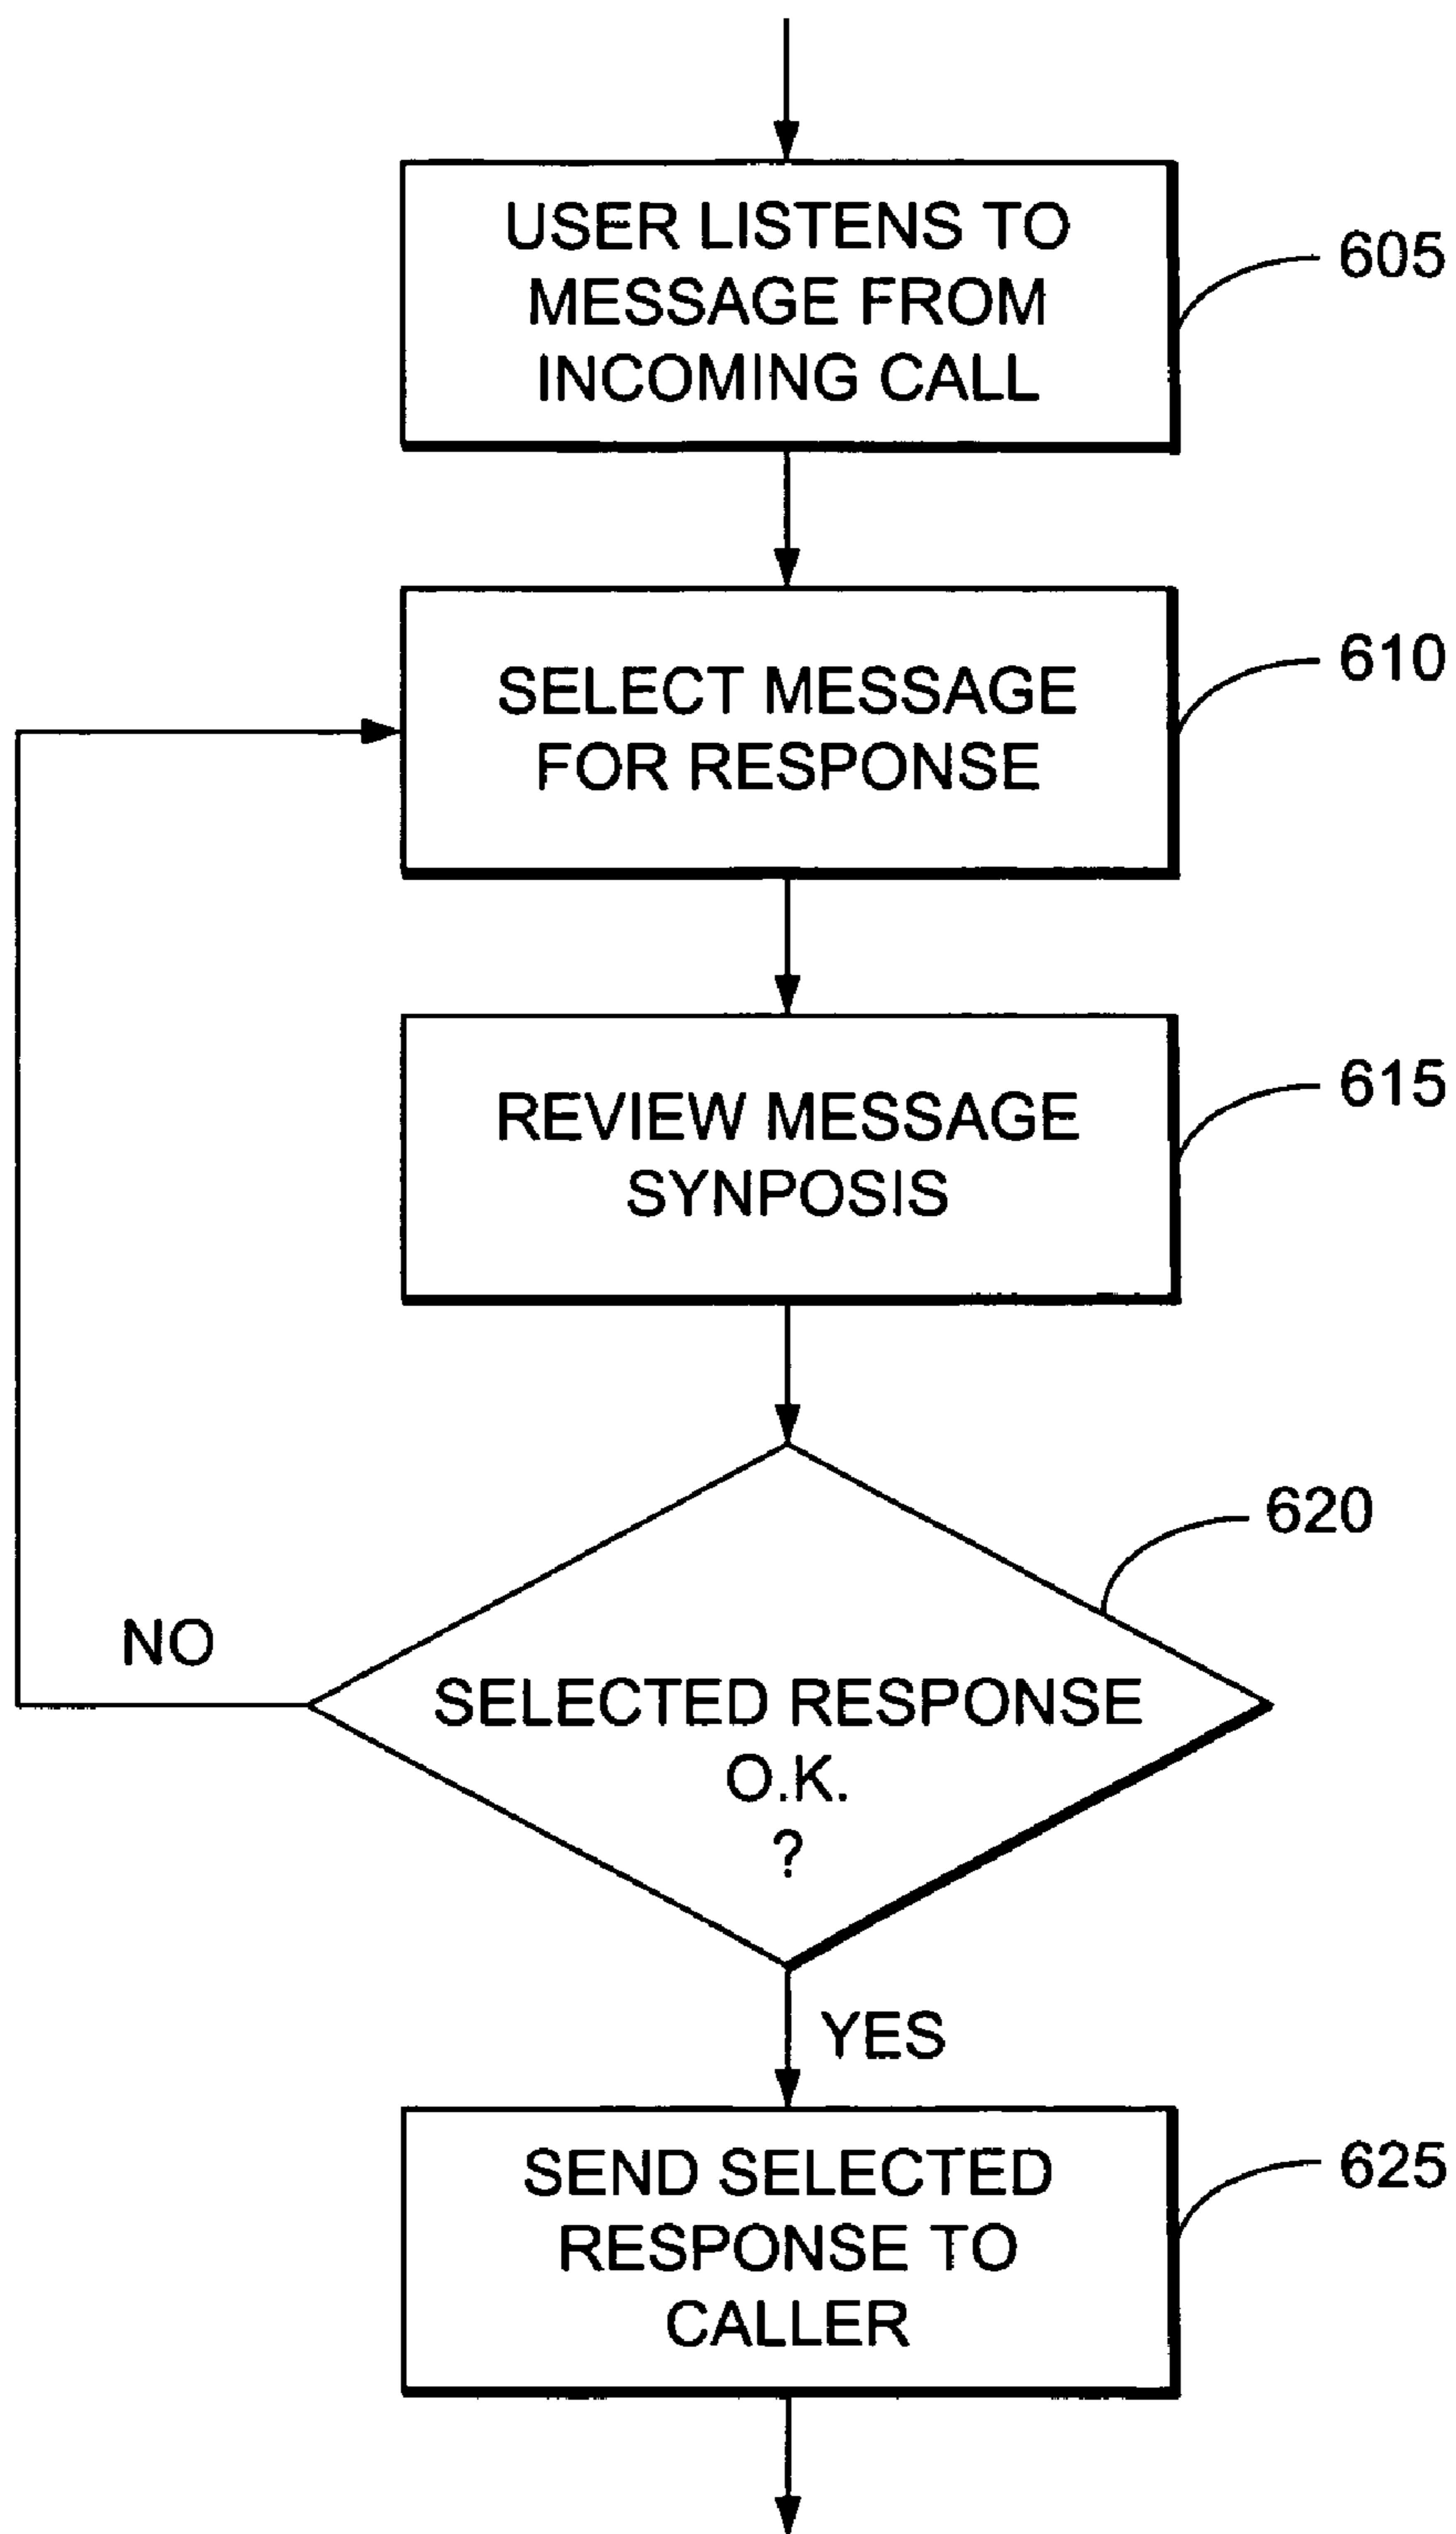 USER LISTENS TO
MESSAGE FROM
INCOMING CALL
605
SELECT MESSAGE
FOR RESPONSE
610
REVIEW MESSAGE
SYNPOSIS
615
620
SELECTED RESPONSE
O.K.
?
NO
YES
SEND SELECTED
RESPONSE TO
CALLER
625